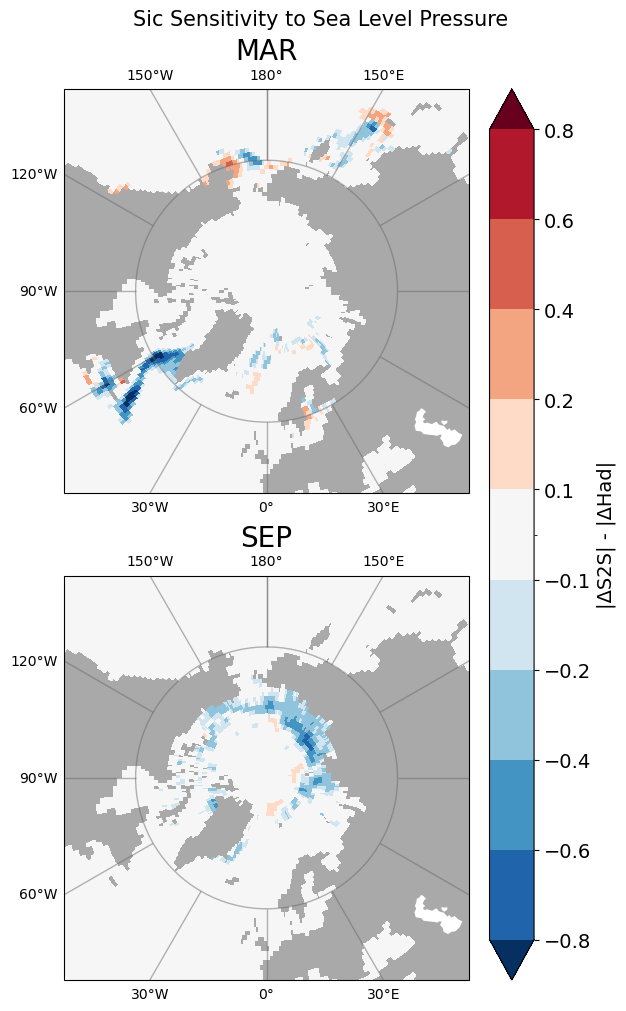 Sic Sensitivity to Sea Level Pressure
MAR
150°W 180° 150°E
120°W
90°W
60°W
30°W 0° 30°E
SEP
150°W 180° 150°E
120°W
90°W
60°W
30°W 0° 30°E
0.8
0.6
0.4
0.2
0.1
−0.1
−0.2
−0.4
−0.6
−0.8
|ΔS2S| - |ΔHad|